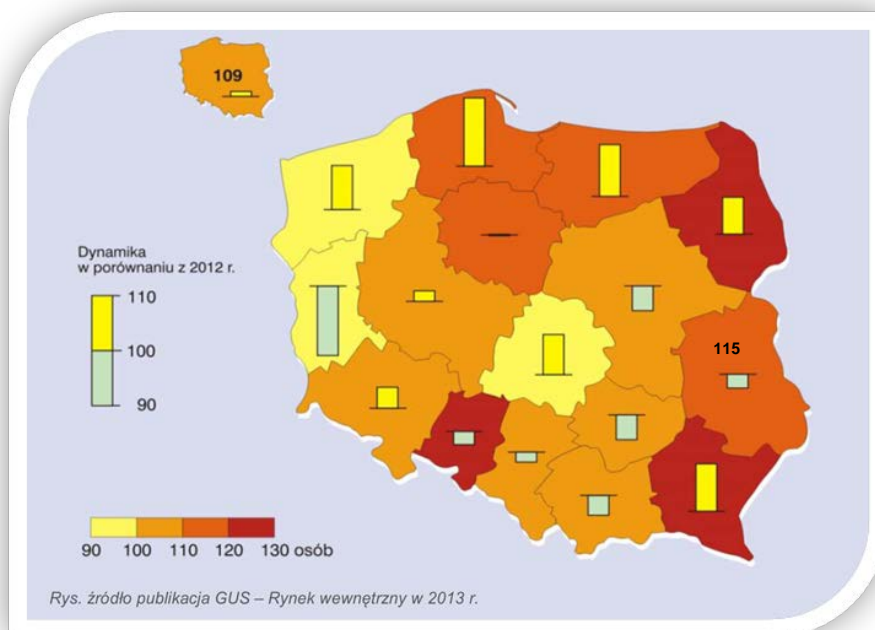 109
Dynamika
w porównaniu z 2012 r.
110
100
90
115
90 100 110 120 130 osób
Rys. źródło publikacja GUS – Rynek wewnętrzny w 2013 r.